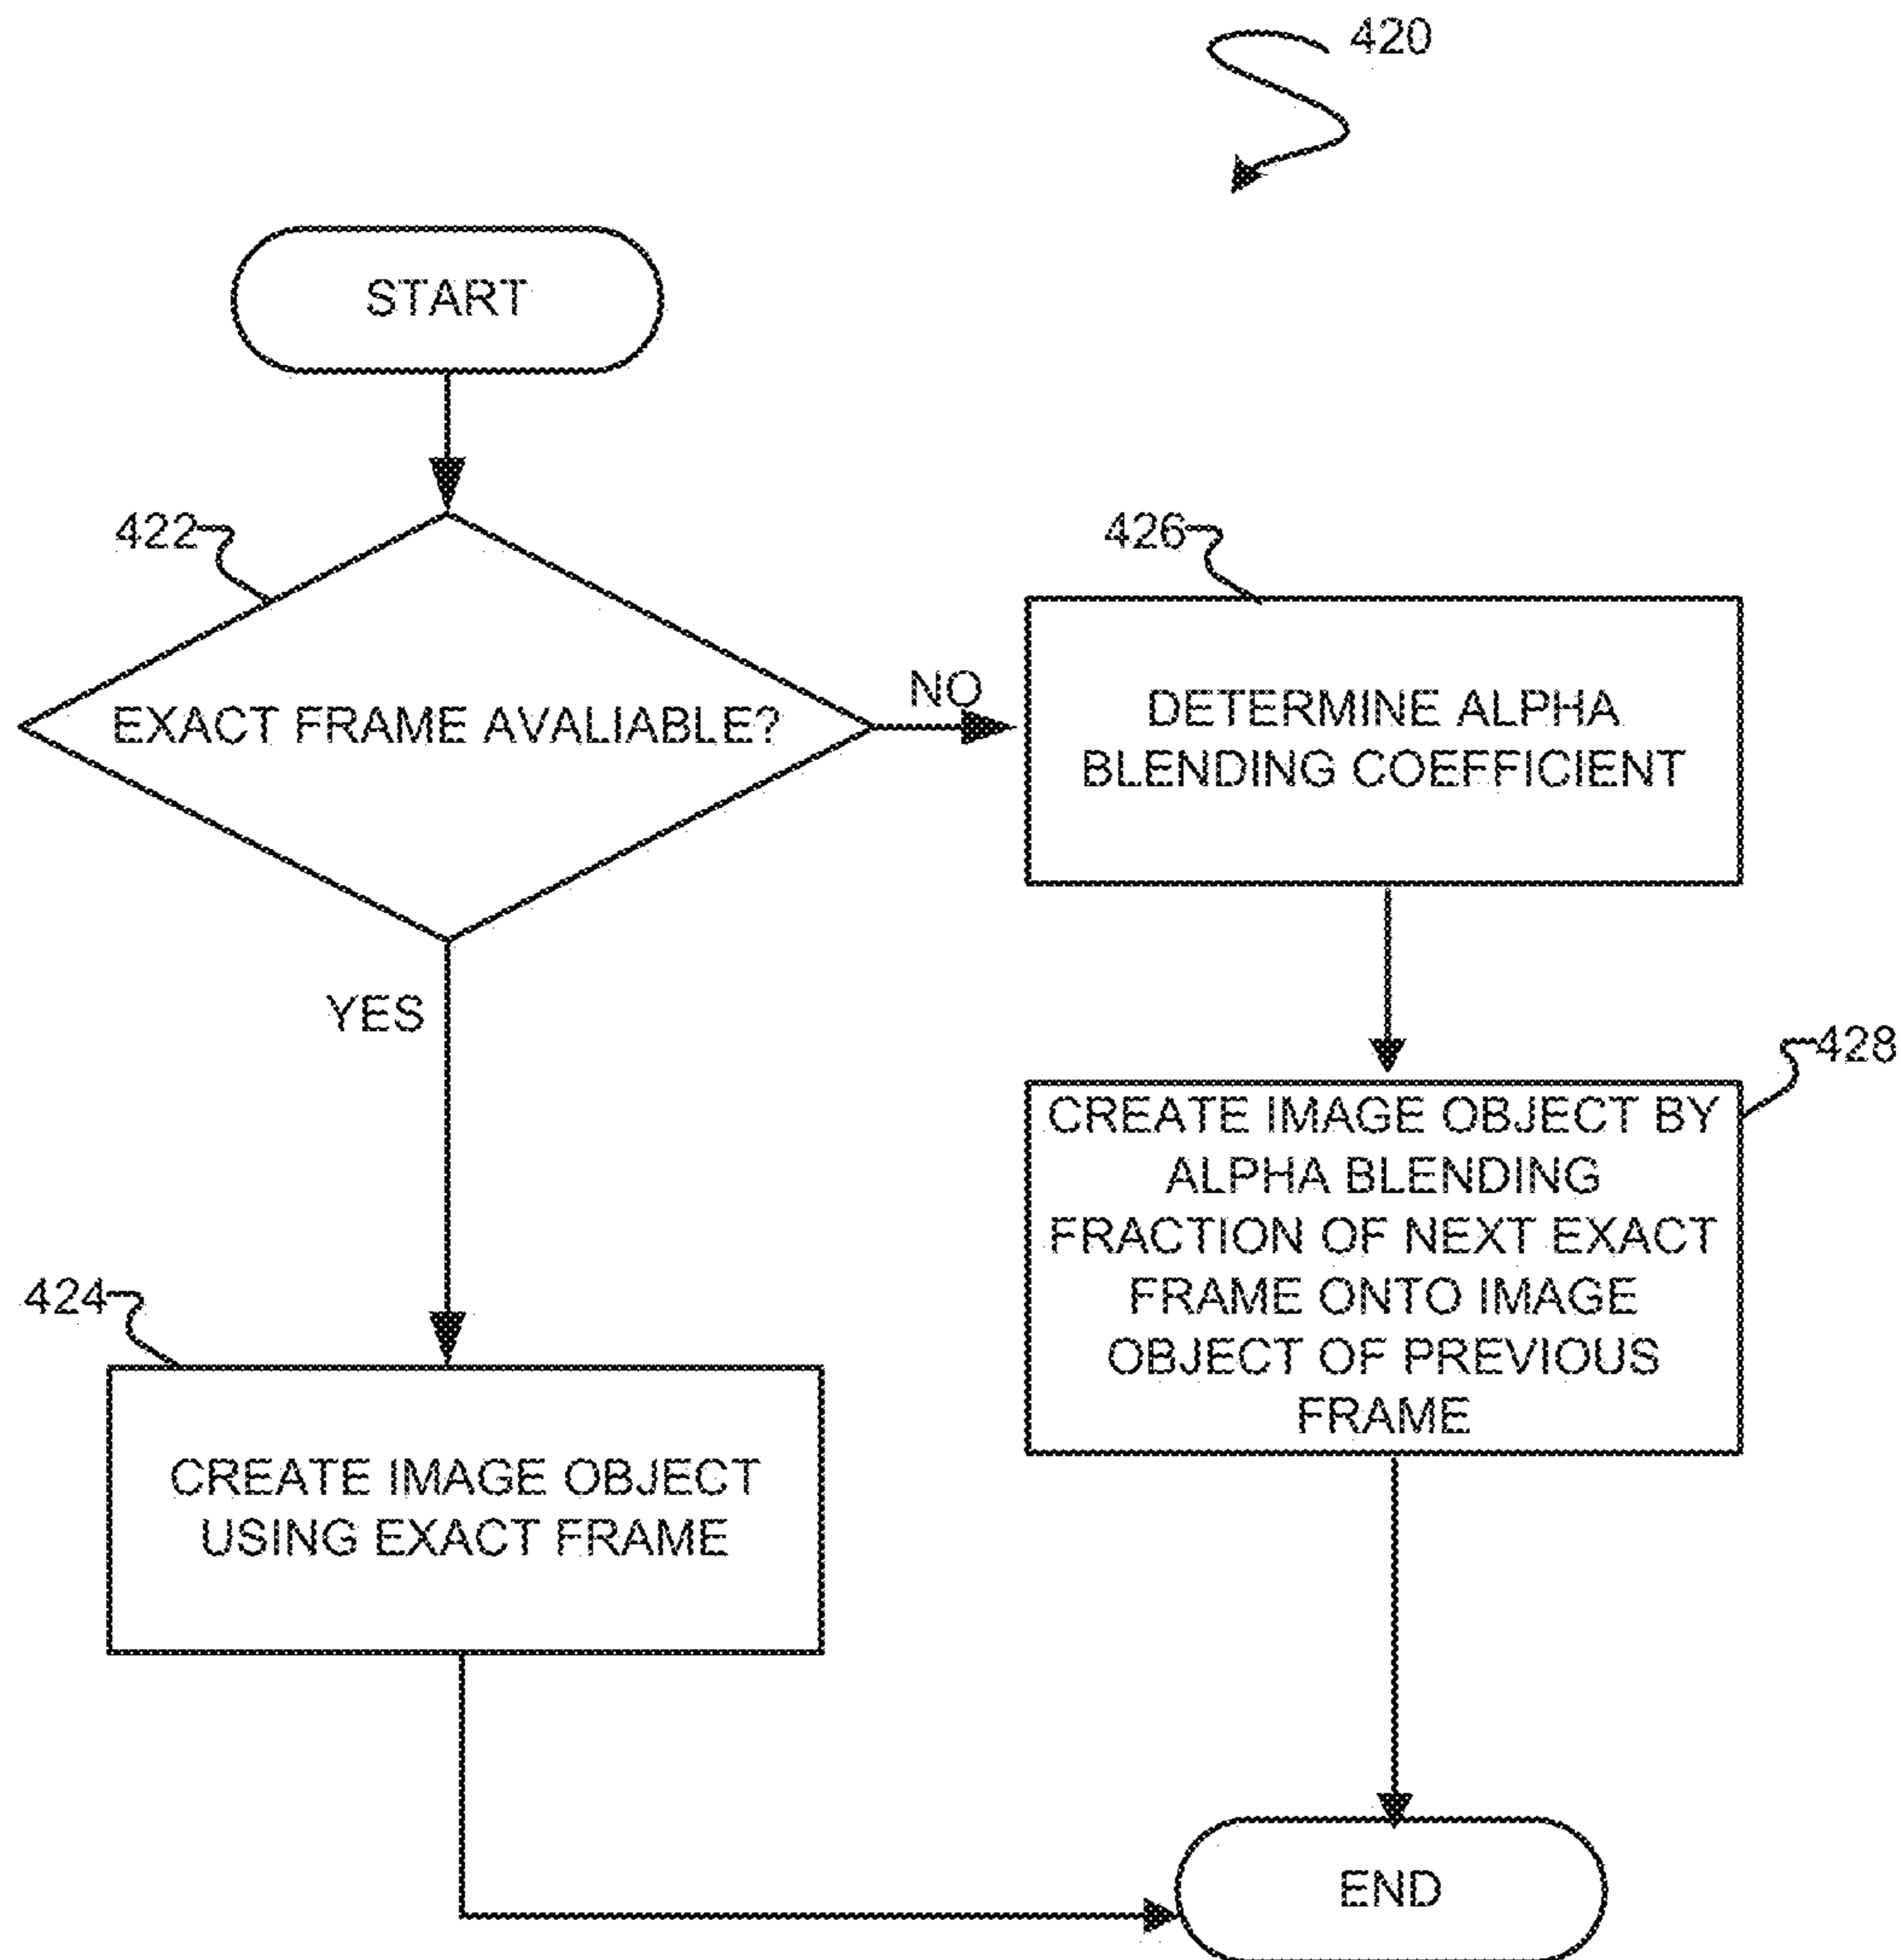 420
START
422
EXACT FRAME AVALIABLE?
NO
YES
426
DETERMINE ALPHA
BLENDING COEFFICIENT
428
CREATE IMAGE OBJECT BY
ALPHA BLENDING
FRACTION OF NEXT EXACT
FRAME ONTO IMAGE
OBJECT OF PREVIOUS
FRAME
424
CREATE IMAGE OBJECT
USING EXACT FRAME
END